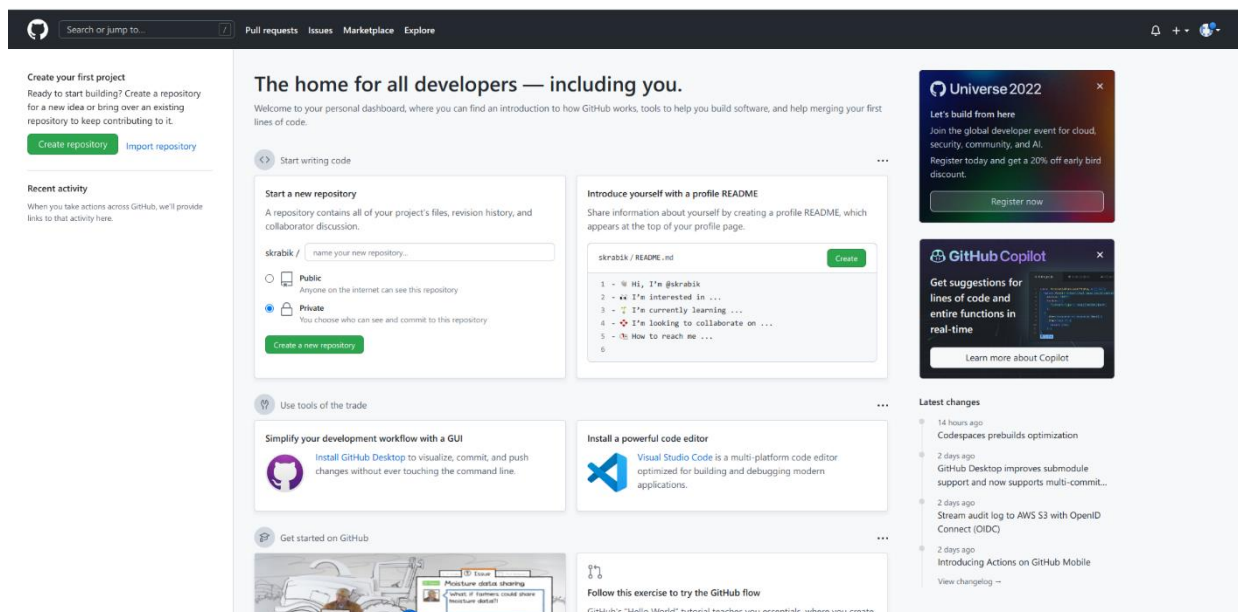 Search or jump to...
/
Pull requests Issues Marketplace Explore
Create your first project
Ready to start building? Create a repository
for a new idea or bring over an existing
repository to keep contributing to it.
Create repository
Import repository
Recent activity
When you take actions across GitHub, we'll provide
links to that activity here.
The home for all developers — including you.
Welcome to your personal dashboard, where you can find an introduction to how GitHub works, tools to help you build software, and help merging your first
lines of code.
Start writing code
Start a new repository
A repository contains all of your project's files, revision history, and
collaborator discussion.
skrabik /
name your new repository...
Public
Anyone on the internet can see this repository
Private
You choose who can see and commit to this repository
Create a new repository
Introduce yourself with a profile README
Share information about yourself by creating a profile README, which
appears at the top of your profile page.
skrabik / README.md
Create
1 - 👋 Hi, I'm @skrabik
2 - 👀 I'm interested in ...
3 - 🌱 I'm currently learning ...
4 - 💞️ I'm looking to collaborate on ...
5 - 📫 How to reach me ...
6
Use tools of the trade
Simplify your development workflow with a GUI
Install GitHub Desktop to visualize, commit, and push
changes without ever touching the command line.
Install a powerful code editor
Visual Studio Code is a multi-platform code editor
optimized for building and debugging modern
applications.
Get started on GitHub
Issue
Moisture data sharing
What if farmers could share
moisture data?!
Follow this exercise to try the GitHub flow
GitHub's "Hello World" tutorial teaches you essentials, where you create
Universe 2022
Let's build from here
Join the global developer event for cloud,
security, community, and AI.
Register today and get a 20% off early bird
discount.
Register now
GitHub Copilot
Get suggestions for
lines of code and
entire functions in
real-time
Learn more about Copilot
Latest changes
14 hours ago
Codespaces prebuilds optimization
2 days ago
GitHub Desktop improves submodule
support and now supports multi-commit...
2 days ago
Stream audit log to AWS S3 with OpenID
Connect (OIDC)
2 days ago
Introducing Actions on GitHub Mobile
View changelog →